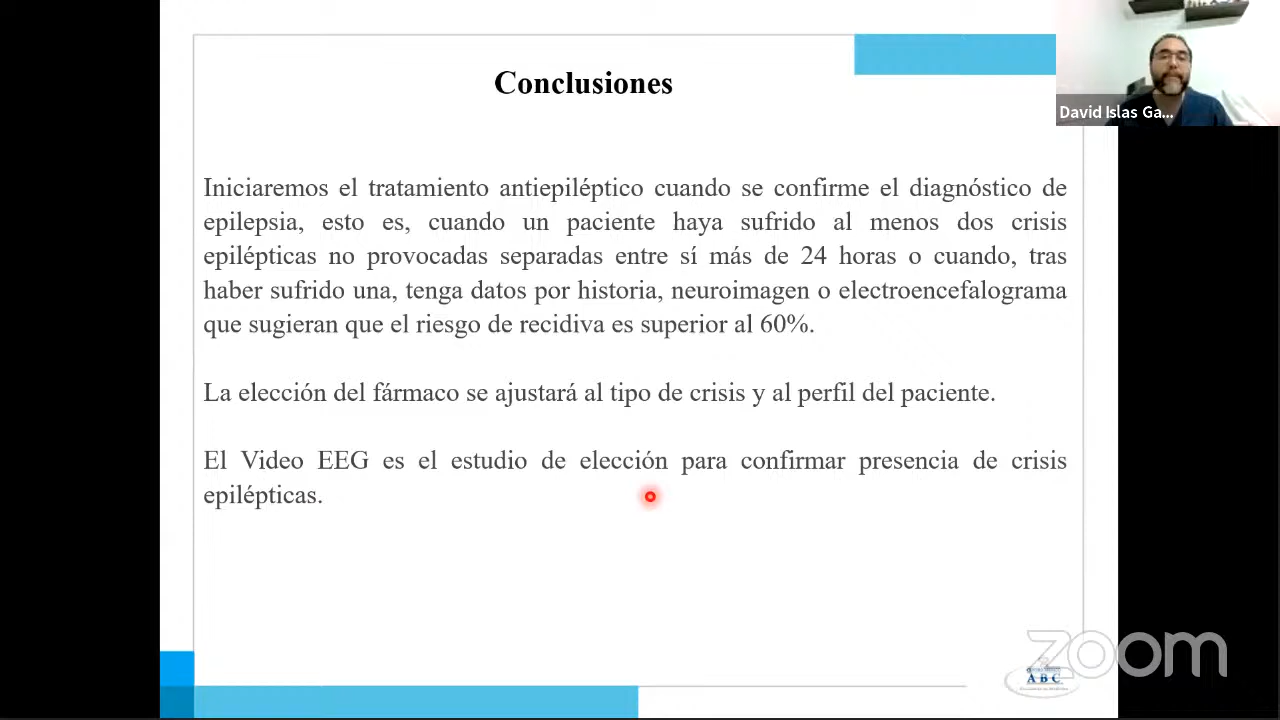 Conclusiones
David Islas Ga...
Iniciaremos el tratamiento antiepiléptico cuando se confirme el diagnóstico de
epilepsia, esto es, cuando un paciente haya sufrido al menos dos crisis
epilépticas no provocadas separadas entre sí más de 24 horas o cuando, tras
haber sufrido una, tenga datos por historia, neuroimagen o electroencefalograma
que sugieran que el riesgo de recidiva es superior al 60%.
La elección del fármaco se ajustará al tipo de crisis y al perfil del paciente.
El Video EEG es el estudio de elección para confirmar presencia de crisis
epilépticas.
zoom
ABC